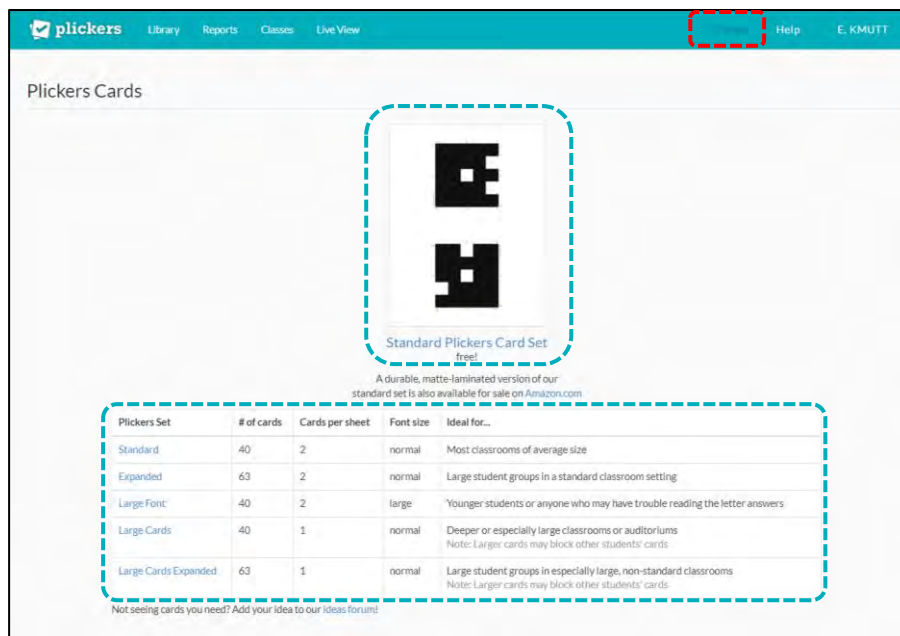 plickers Library Reports Classes Live View Help E. KMUTT
Plickers Cards
Standard Plickers Card Set
free!
A durable, matte-laminated version of our
standard set is also available for sale on Amazon.com
Plickers Set # of cards Cards per sheet Font size Ideal for...
Standard 40 2 normal Most classrooms of average size
Expanded 63 2 normal Large student groups in a standard classroom setting
Large Font 40 2 large Younger students or anyone who may have trouble reading the letter answers
Large Cards 40 1 normal Deeper or especially large classrooms or auditoriums
Note: Larger cards may block other students' cards
Large Cards Expanded 63 1 normal Large student groups in especially large, non-standard classrooms
Note: Larger cards may block other students' cards
Not seeing cards you need? Add your idea to our ideas forum!